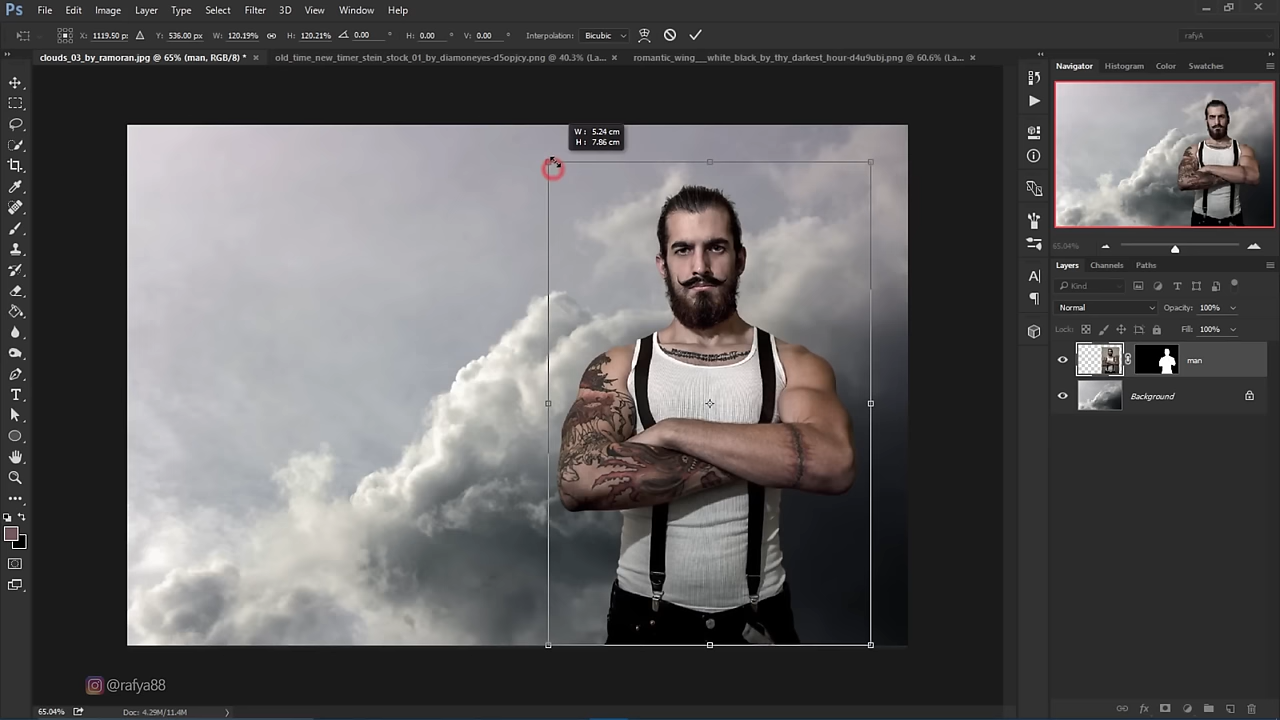 Ps File Edit Image Layer Type Select Filter 3D View Window Help
X: 1119.50 px Y: 536.00 px W: 120.19% H: 120.21% 0.00 ° H: 0.00 ° V: 0.00 ° Interpolation: Bicubic rafyA
clouds_03_by_ramoran.jpg @ 65% (man, RGB/8) * × old_time_new_timer_stein_stock_01_by_diamoneyes-d5opjcy.png @ 40.3% (La... × romantic_wing___white_black_by_thy_darkest_hour-d4u9ubj.png @ 60.6% (La... ×
Navigator Histogram Color Swatches
W: 5.24 cm
H: 7.86 cm
65.04%
Layers Channels Paths
Kind
Normal Opacity: 100%
Lock: Fill: 100%
man
Background
@rafya88
65.04% Doc: 4.29M/11.4M